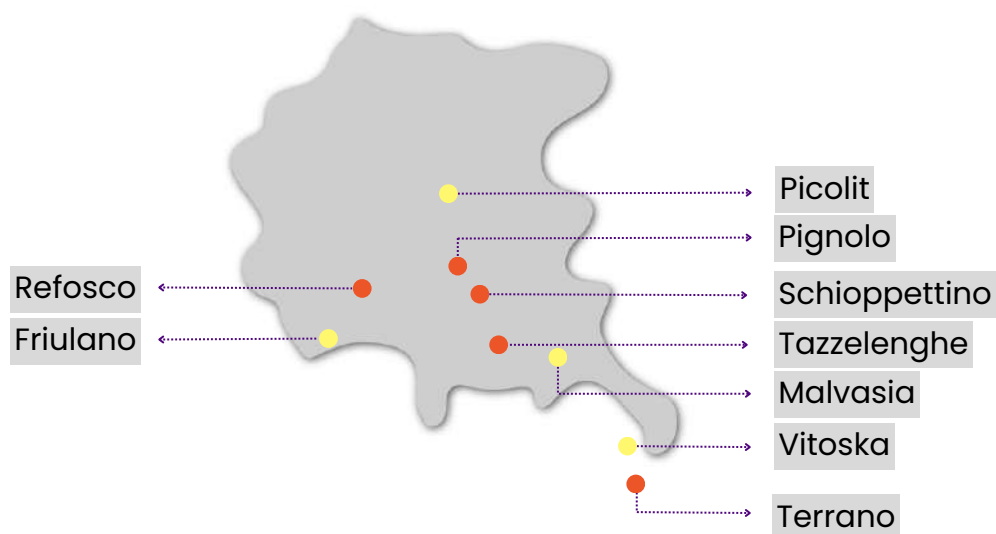 Picolit
Pignolo
Refosco
Schioppettino
Friulano
Tazzelenghe
Malvasia
Vitoska
Terrano